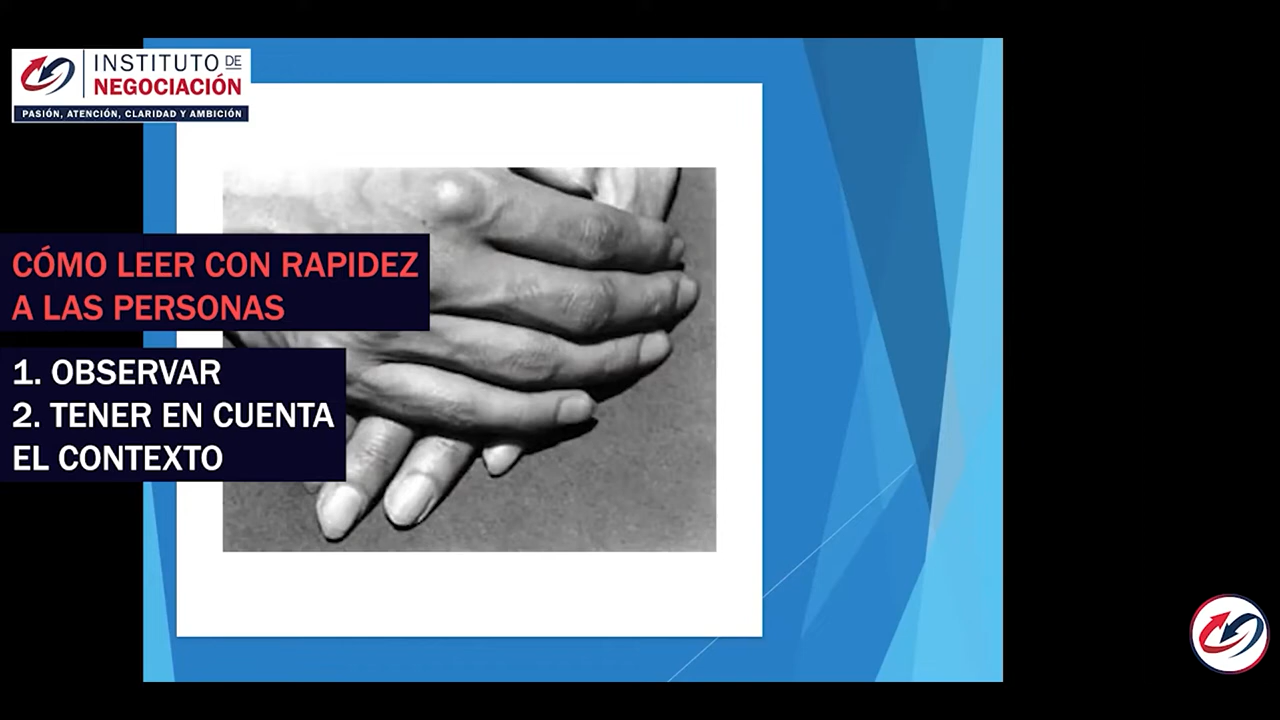 INSTITUTO DE
NEGOCIACIÓN
PASIÓN, ATENCIÓN, CLARIDAD Y AMBICIÓN
CÓMO LEER CON RAPIDEZ
A LAS PERSONAS
1. OBSERVAR
2. TENER EN CUENTA
EL CONTEXTO